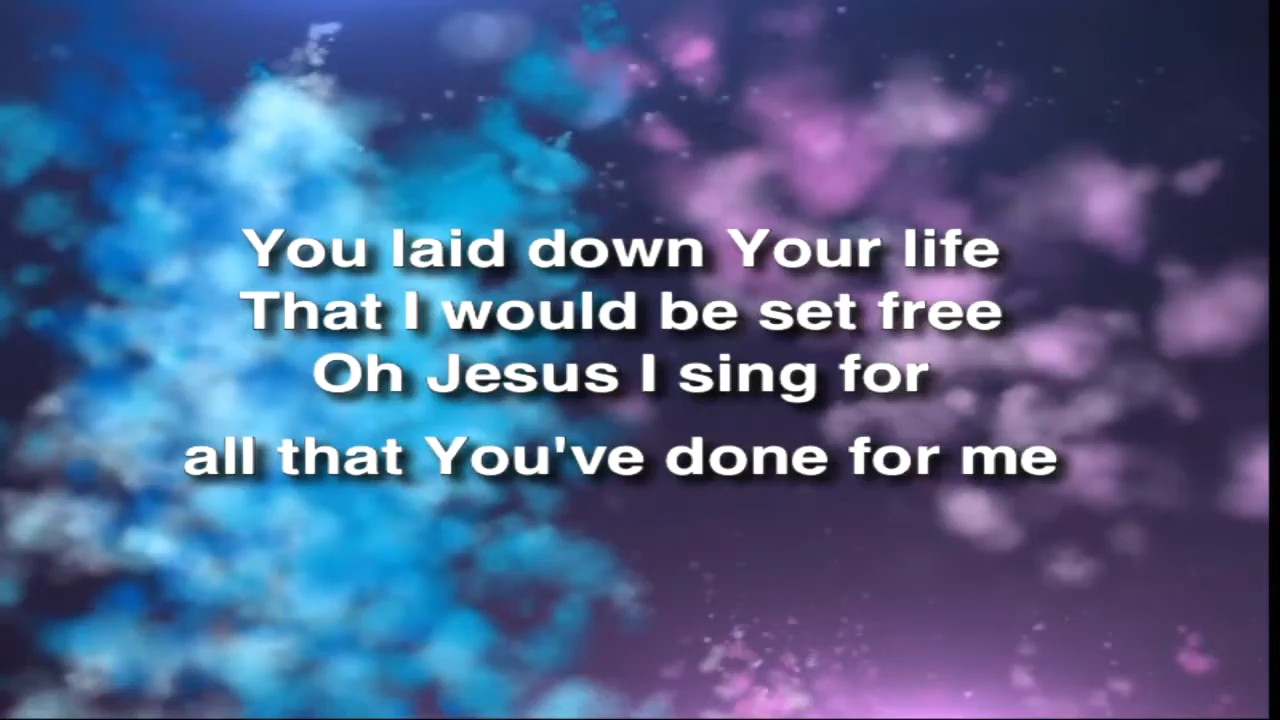 You laid down Your life
That I would be set free
Oh Jesus I sing for
all that You've done for me